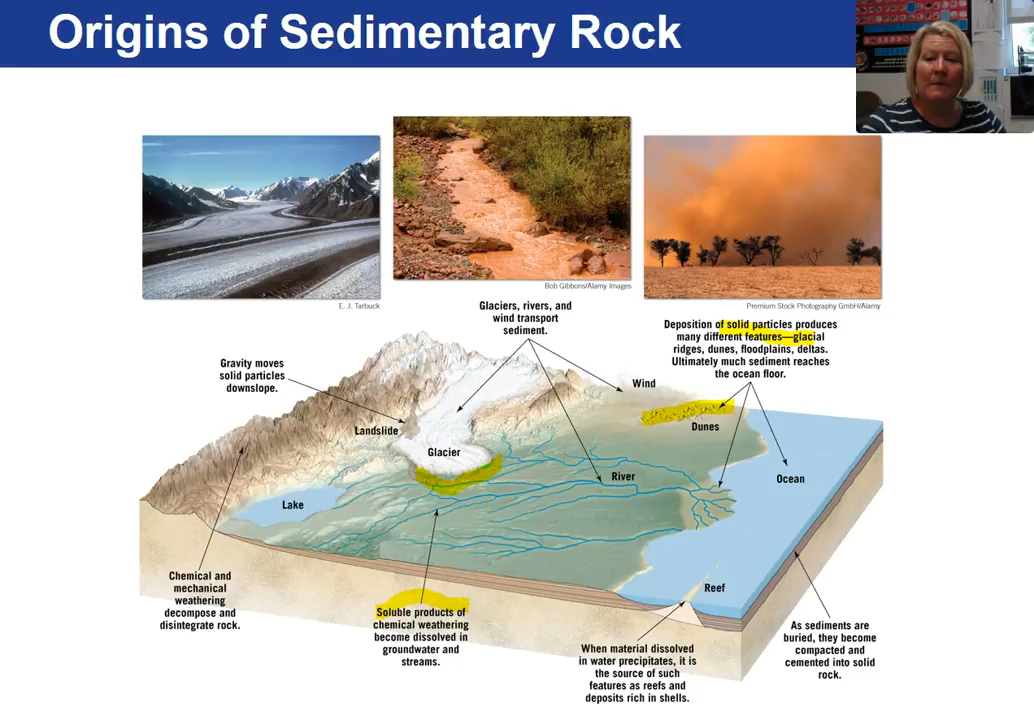 Origins of Sedimentary Rock
E. J. Tarbuck
Bob Gibbons/Alamy Images
Premium Stock Photography GmbH/Alamy
Glaciers, rivers, and
wind transport
sediment.
Deposition of solid particles produces
many different features—glacial
ridges, dunes, floodplains, deltas.
Ultimately much sediment reaches
the ocean floor.
Gravity moves
solid particles
downslope.
Wind
Landslide
Dunes
Glacier
River
Ocean
Lake
Reef
Chemical and
mechanical
weathering
decompose and
disintegrate rock.
Soluble products of
chemical weathering
become dissolved in
groundwater and
streams.
When material dissolved
in water precipitates, it is
the source of such
features as reefs and
deposits rich in shells.
As sediments are
buried, they become
compacted and
cemented into solid
rock.